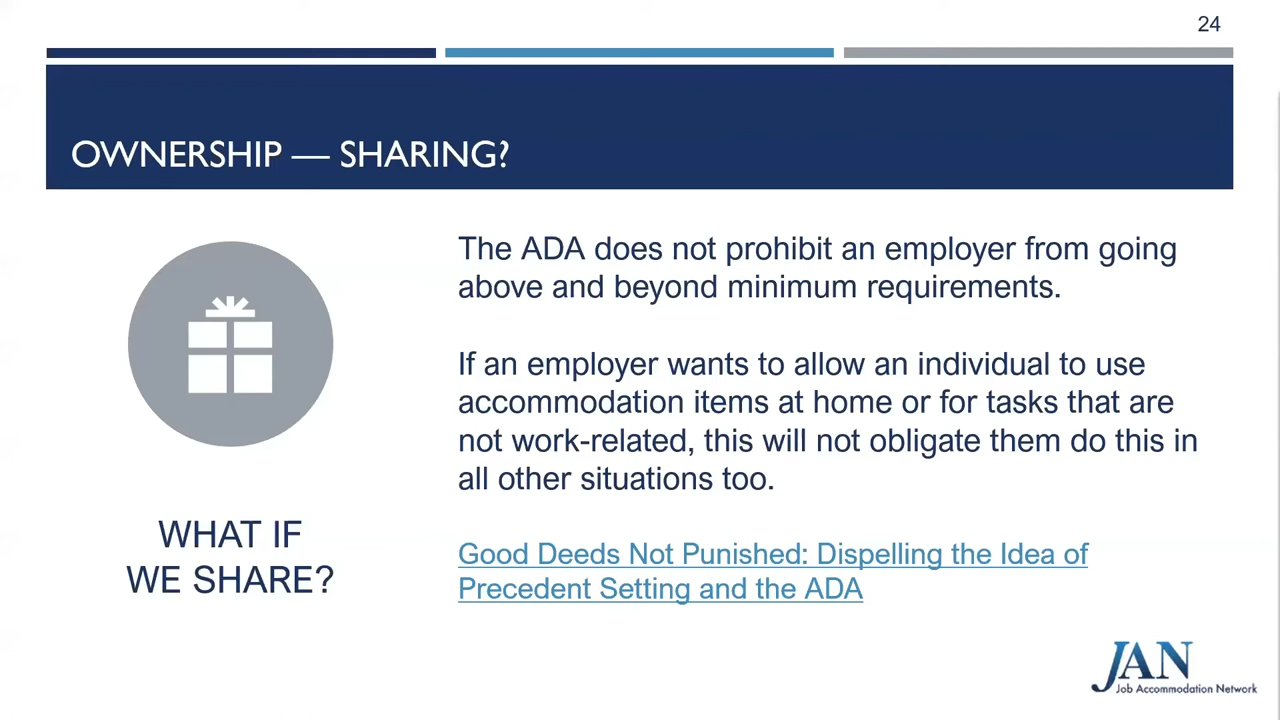 24
OWNERSHIP — SHARING?
The ADA does not prohibit an employer from going
above and beyond minimum requirements.
If an employer wants to allow an individual to use
accommodation items at home or for tasks that are
not work-related, this will not obligate them do this in
all other situations too.
WHAT IF
WE SHARE?
Good Deeds Not Punished: Dispelling the Idea of
Precedent Setting and the ADA
JAN
Job Accommodation Network